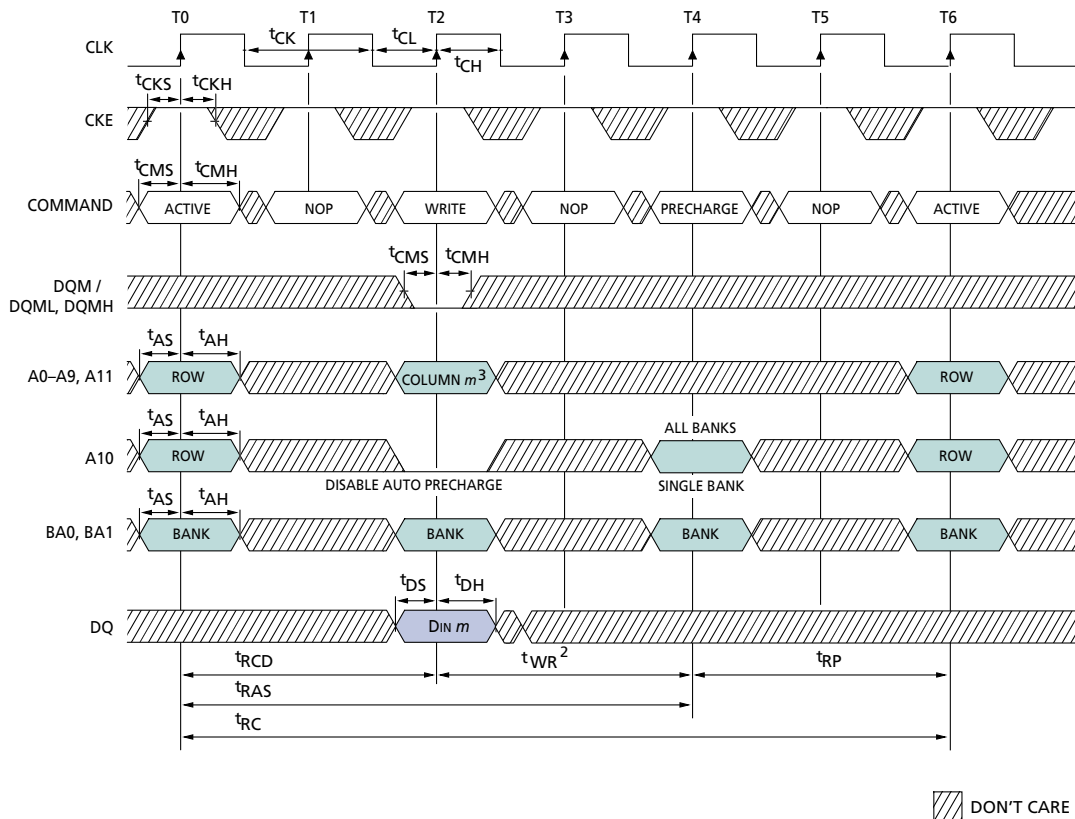 T0 T1 T2 T3 T4 T5 T6
CLK
tCK tCL
tCH
tCKS tCKH
CKE
tCMS tCMH
COMMAND ACTIVE NOP WRITE NOP PRECHARGE NOP ACTIVE
tCMS tCMH
DQM /
DQML, DQMH
tAS tAH
A0–A9, A11 ROW COLUMN m3 ROW
tAS tAH
ALL BANKS
A10 ROW ROW
DISABLE AUTO PRECHARGE SINGLE BANK
tAS tAH
BA0, BA1 BANK BANK BANK BANK
tDS tDH
DQ DIN m
tRCD tWR2 tRP
tRAS
tRC
DON'T CARE